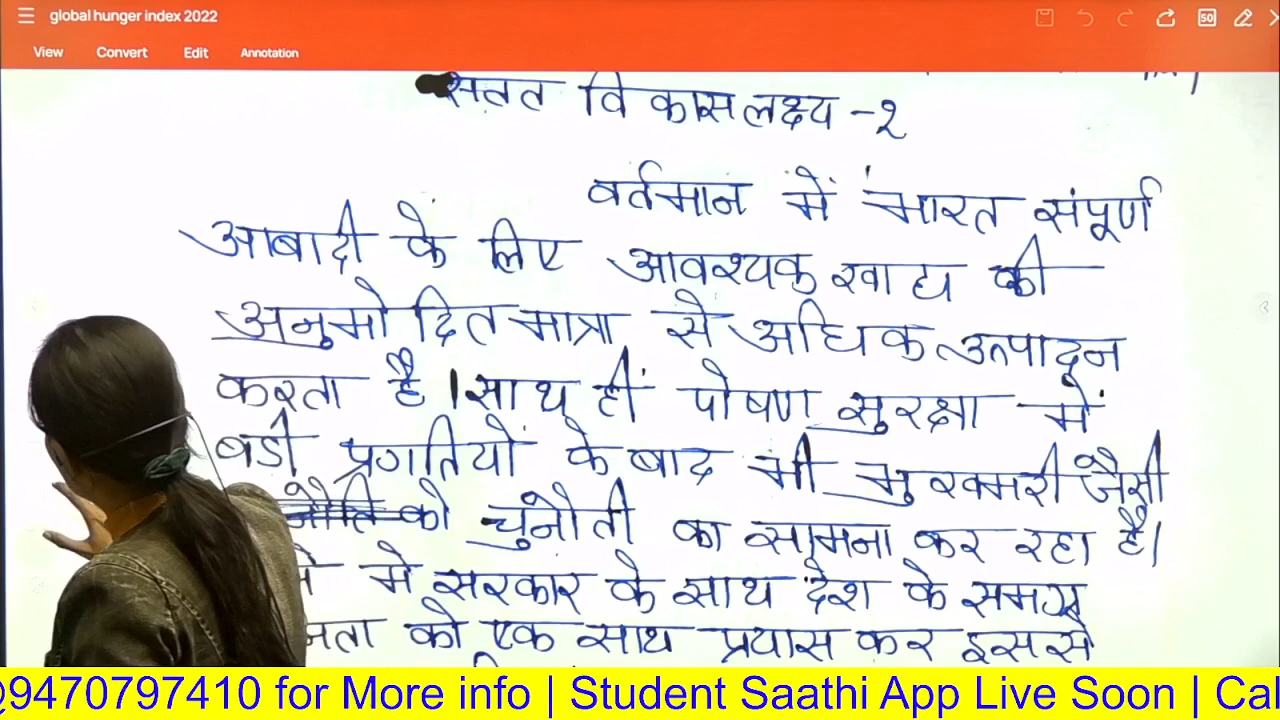 global hunger index 2022
50
View Convert Edit Annotation
सतत विकास लक्ष्य -2
वर्तमान में भारत संपूर्ण
आबादी के लिए आवश्यक खाद्य की
अनुमोदित मात्रा से अधिक उत्पादन
करता है । साथ ही पोषण सुरक्षा में
बडी प्रगतियों के बाद भी भुखमरी जैसी
को चुनौती का सामना कर रहा है।
मे सरकार के साथ देश के समग्र
को एक साथ प्रयास कर इससे
@9470797410 for More info | Student Saathi App Live Soon | Cal